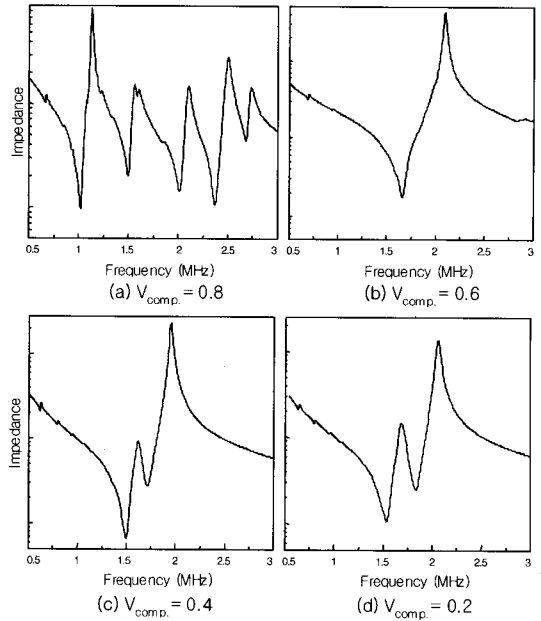 Impedance
0.5 1 1.5 2 2.5 3
Frequency (MHz)
(a) Vcomp. = 0.8
0.5 1 1.5 2 2.5 3
Frequency (MHz)
(b) Vcomp. = 0.6
Impedance
0.5 1 1.5 2 2.5 3
Frequency (MHz)
(c) Vcomp. = 0.4
0.5 1 1.5 2 2.5 3
Frequency (MHz)
(d) Vcomp. = 0.2